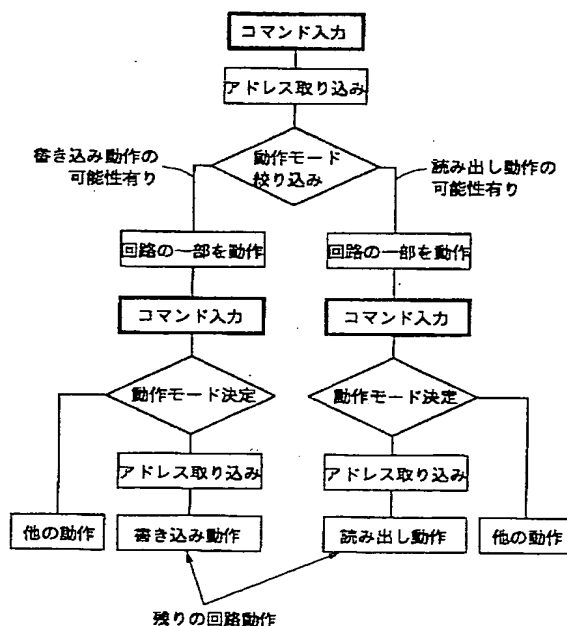 コマンド入力
アドレス取り込み
書き込み動作の
可能性有り
動作モード
絞り込み
読み出し動作の
可能性有り
回路の一部を動作
回路の一部を動作
コマンド入力
コマンド入力
動作モード決定
動作モード決定
アドレス取り込み
アドレス取り込み
他の動作
書き込み動作
読み出し動作
他の動作
残りの回路動作